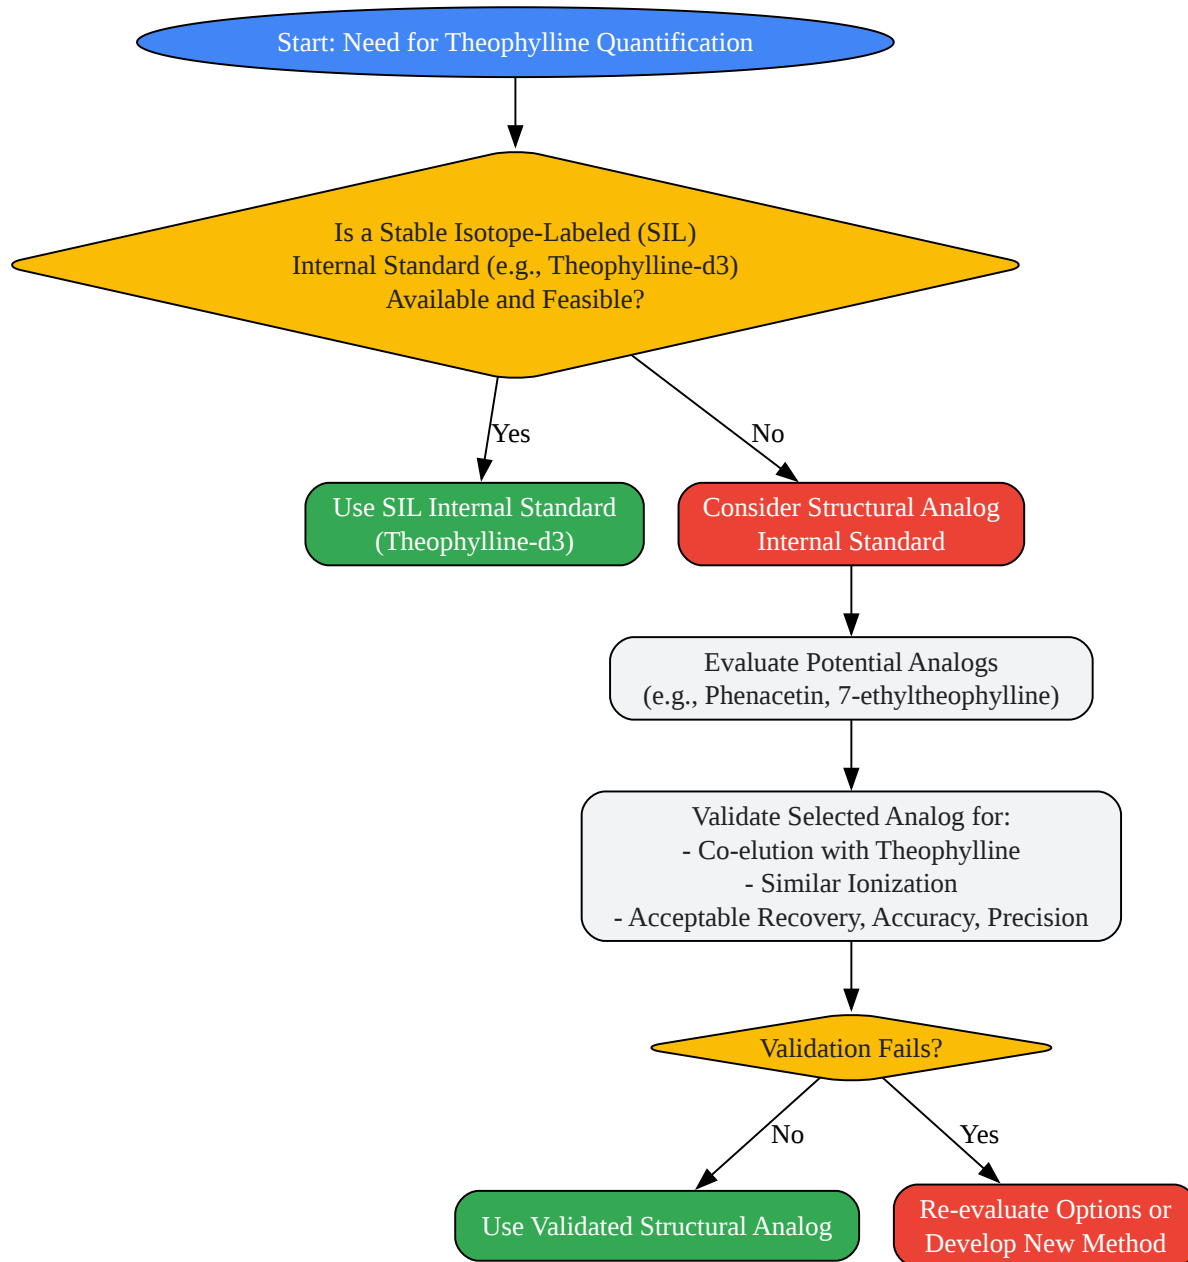 Start: Need for Theophylline Quantification
Is a Stable Isotope-Labeled (SIL)
Internal Standard (e.g., Theophylline-d3)
Available and Feasible?
Yes
No
Use SIL Internal Standard
(Theophylline-d3)
Consider Structural Analog
Internal Standard
Evaluate Potential Analogs
(e.g., Phenacetin, 7-ethyltheophylline)
Validate Selected Analog for:
- Co-elution with Theophylline
- Similar Ionization
- Acceptable Recovery, Accuracy, Precision
Validation Fails?
No
Yes
Use Validated Structural Analog
Re-evaluate Options or
Develop New Method